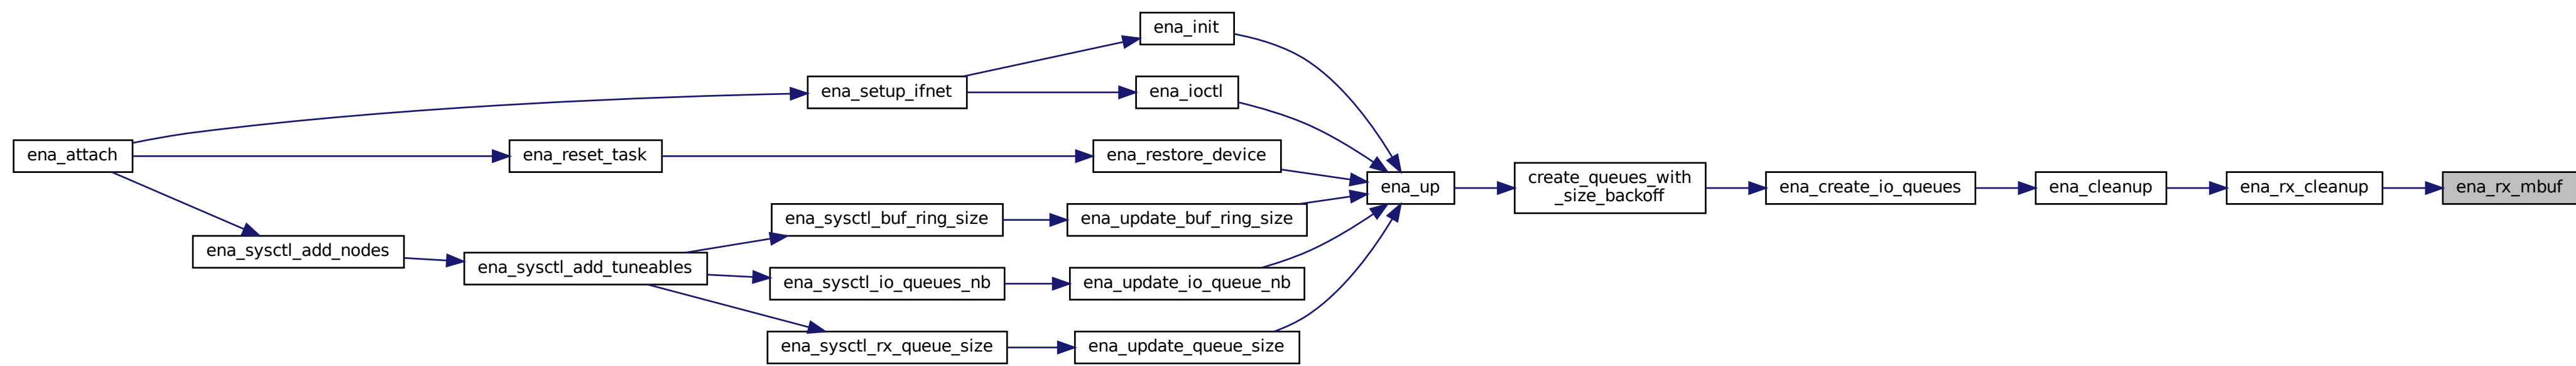 ena_init
ena_setup_ifnet
ena_ioctl
ena_attach
ena_reset_task
ena_restore_device
create_queues_with
_size_backoff
ena_up
ena_create_io_queues
ena_cleanup
ena_rx_cleanup
ena_rx_mbuf
ena_sysctl_buf_ring_size
ena_update_buf_ring_size
ena_sysctl_add_nodes
ena_sysctl_add_tuneables
ena_sysctl_io_queues_nb
ena_update_io_queue_nb
ena_sysctl_rx_queue_size
ena_update_queue_size